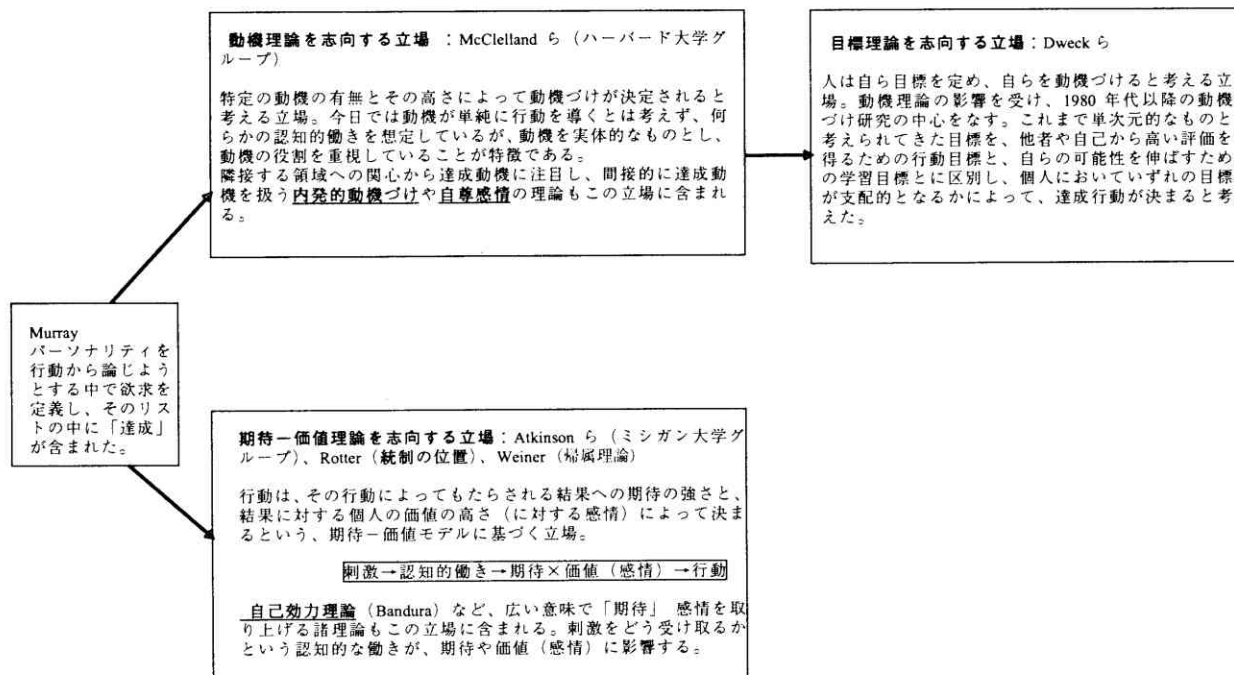 動機理論を志向する立場 ：McClelland ら（ハーバード大学グ
ループ）
特定の動機の有無とその高さによって動機づけが決定されると
考える立場。今日では動機が単純に行動を導くとは考えず、何
らかの認知的働きを想定しているが、動機を実体的なものとし、
動機の役割を重視していることが特徴である。
隣接する領域への関心から達成動機に注目し、間接的に達成動
機を扱う内発的動機づけや自尊感情の理論もこの立場に含まれ
る。
目標理論を志向する立場：Dweck ら
人は自ら目標を定め、自らを動機づけると考える立
場。動機理論の影響を受け、1980 年代以降の動機
づけ研究の中心をなす。これまで単次元的なものと
考えられてきた目標を、他者や自己から高い評価を
得るための行動目標と、自らの可能性を伸ばすため
の学習目標とに区別し、個人においていずれの目標
が支配的となるかによって、達成行動が決まると考
えた。
Murray
パーソナリティを
行動から論じよう
とする中で欲求を
定義し、そのリス
トの中に「達成」
が含まれた。
期待－価値理論を志向する立場：Atkinson ら（ミシガン大学グ
ループ）、Rotter（統制の位置）、Weiner（帰属理論）
行動は、その行動によってもたらされる結果への期待の強さと、
結果に対する個人の価値の高さ（に対する感情）によって決ま
るという、期待－価値モデルに基づく立場。
刺激→認知的働き→期待×価値（感情）→行動
自己効力理論（Bandura）など、広い意味で「期待」 感情を取
り上げる諸理論もこの立場に含まれる。刺激をどう受け取るか
という認知的な働きが、期待や価値（感情）に影響する。